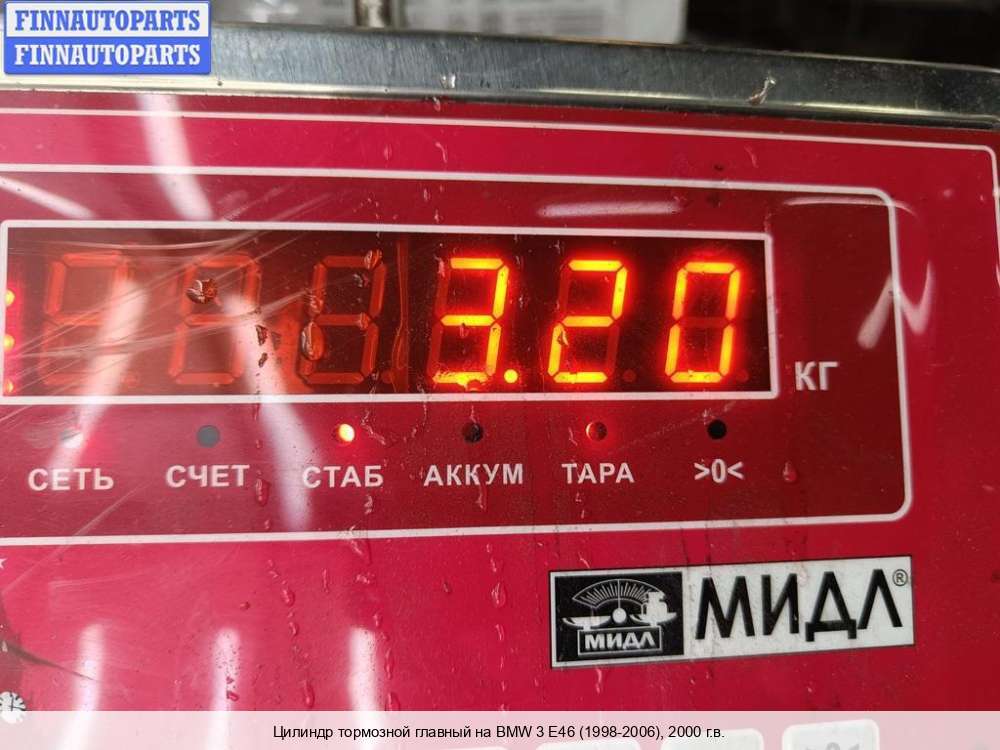 FINNAUTOPARTS
FINNAUTOPARTS
3.20 КГ
СЕТЬ СЧЕТ СТАБ АККУМ ТАРА >0<
МИДЛ МИДЛ®
Цилиндр тормозной главный на BMW 3 E46 (1998-2006), 2000 г.в.